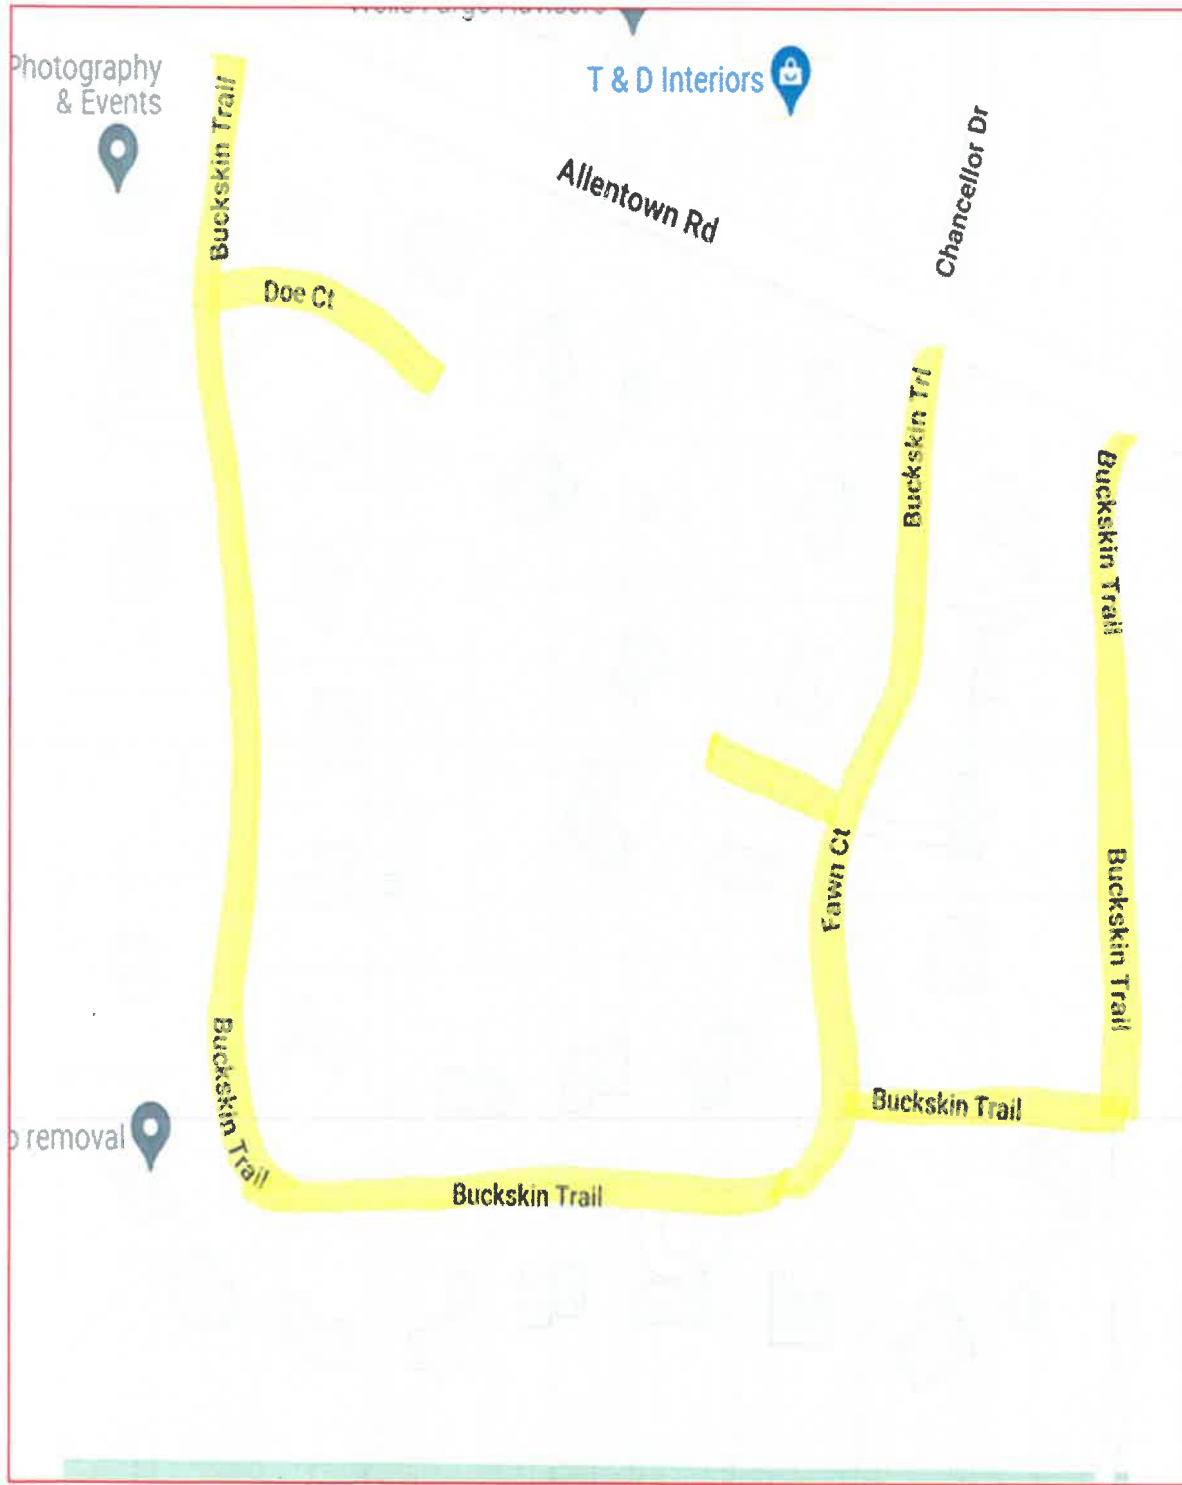 Photography
& Events
T & D Interiors
Buckskin Trail
Allentown Rd
Chancellor Dr
Doe Ct
Buckskin Trl
Buckskin Trail
Fawn Ct
Buckskin Trail
Buckskin Trail
Buckskin Trail
removal
Buckskin Trail